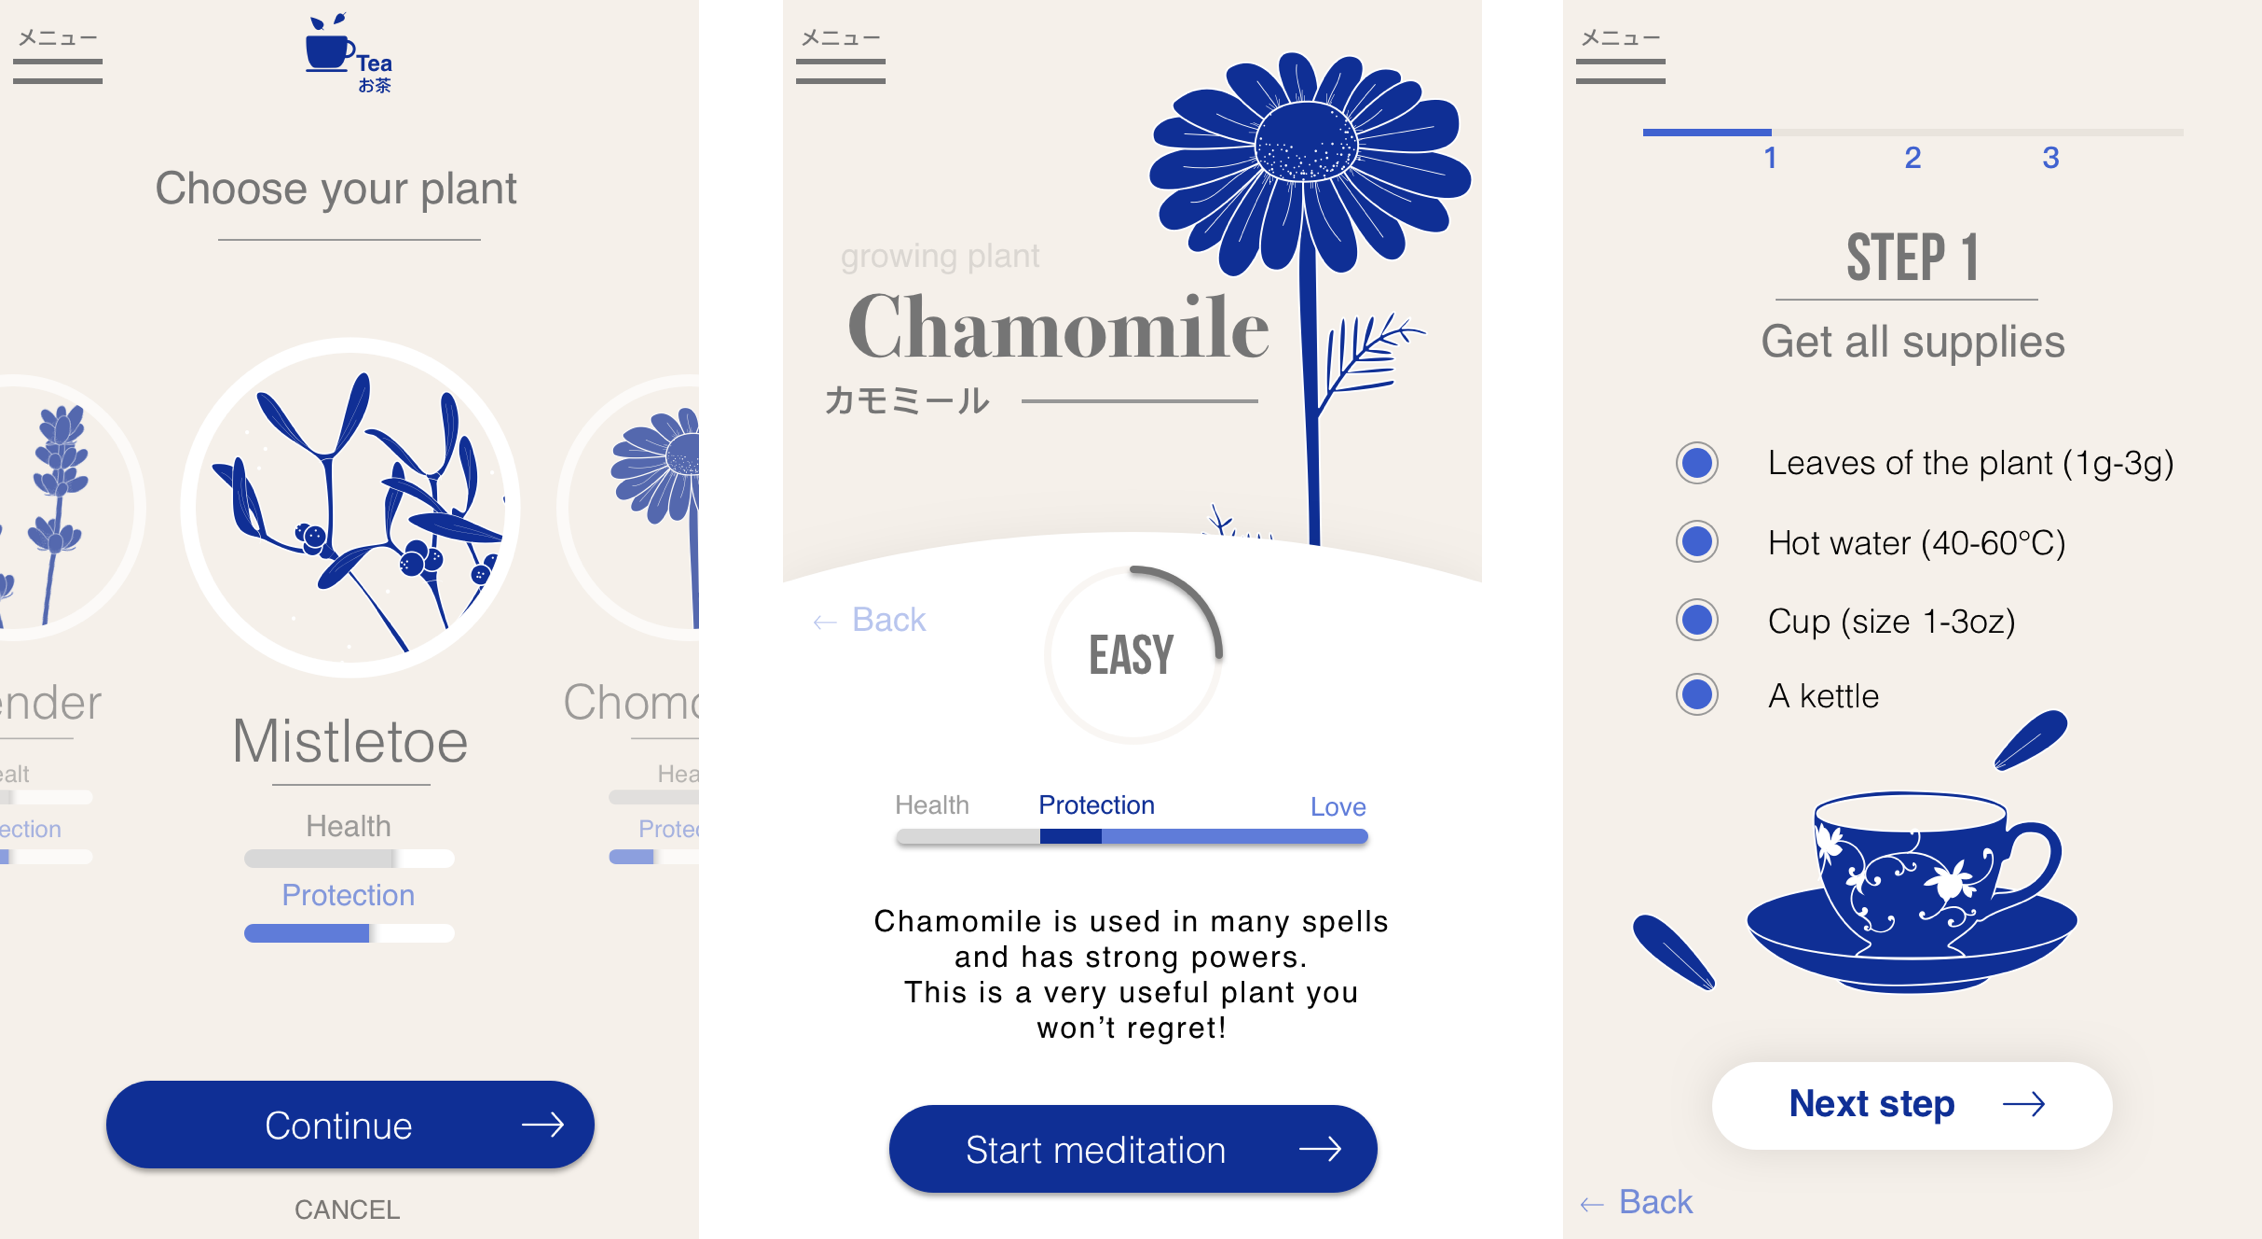 メニュー
Tea
お茶
Choose your plant
ender
Chomo
Mistletoe
ealt
Hea
Health
ection
Protec
Protection
Continue
CANCEL
メニュー
growing plant
Chamomile
カモミール
← Back
EASY
Health Protection Love
Chamomile is used in many spells
and has strong powers.
This is a very useful plant you
won’t regret!
Start meditation
メニュー
1 2 3
STEP 1
Get all supplies
Leaves of the plant (1g-3g)
Hot water (40-60°C)
Cup (size 1-3oz)
A kettle
Next step
← Back